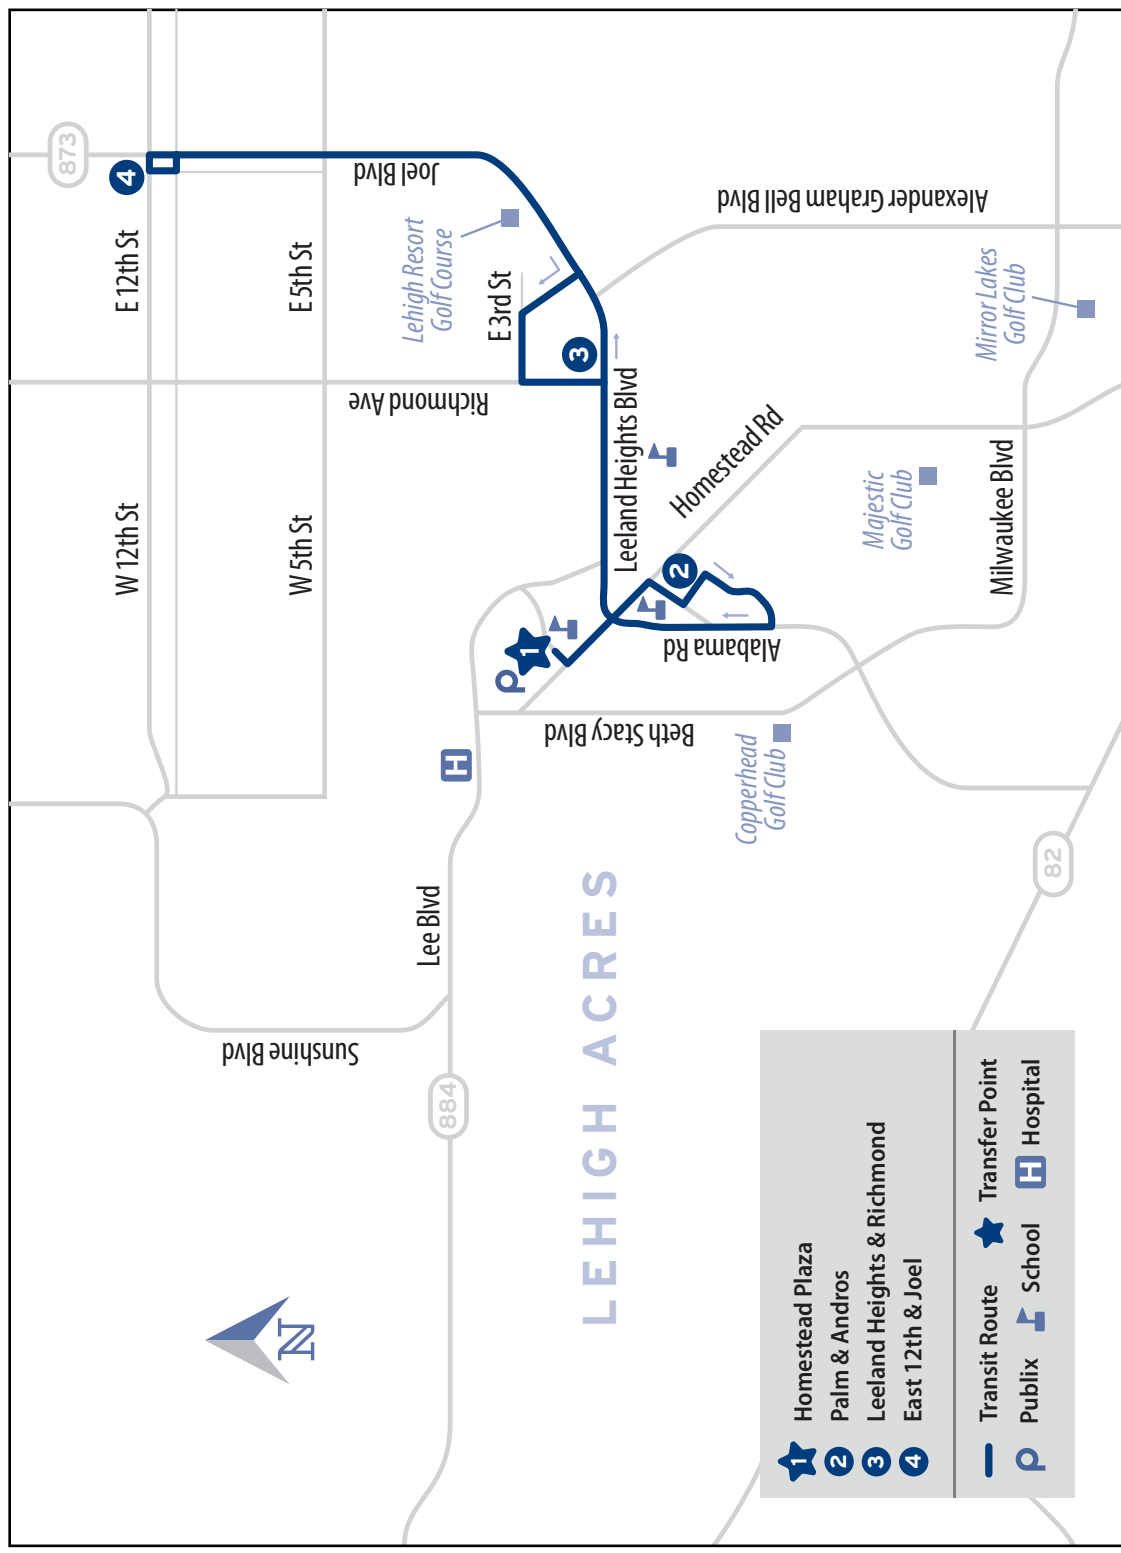 873
4
E 12th St
W 12th St
E 5th St
W 5th St
Joel Blvd
Lehigh Resort
Golf Course
E 3rd St
Richmond Ave
3
Leeland Heights Blvd
Alexander Graham Bell Blvd
Mirror Lakes
Golf Club
Homestead Rd
Majestic
Golf Club
Milwaukee Blvd
2
1
Alabama Rd
Beth Stacy Blvd
H
Copperhead
Golf Club
82
Lee Blvd
Sunshine Blvd
884
LEHIGH ACRES
N
1 Homestead Plaza
2 Palm & Andros
3 Leeland Heights & Richmond
4 East 12th & Joel
Transit Route
Transfer Point
Publix
School
H Hospital